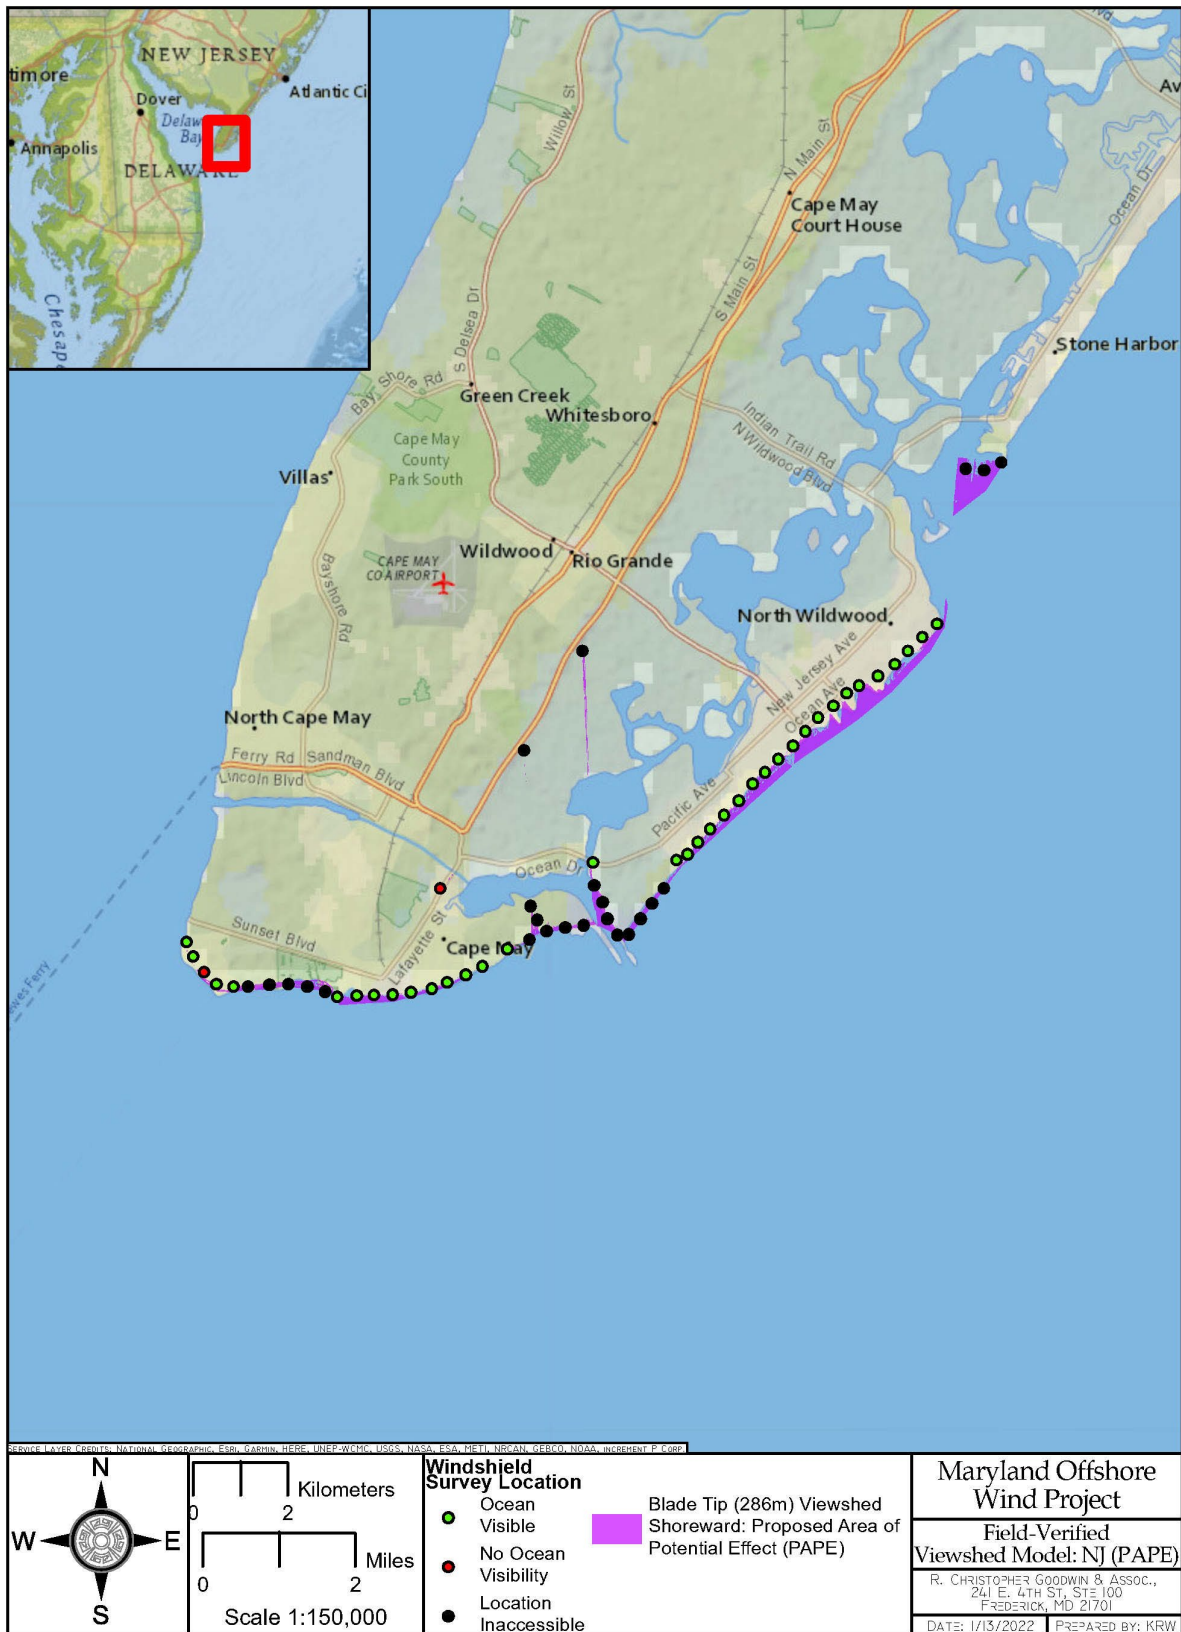 NEW JERSEY
timore
Atlantic Ci
Dover
Delaw
Bay
Annapolis
DELAWARE
Chesap
Willow St
N Main St
Cape May
Court House
Ocean Dr
Av
S Main St
S Delsea Dr
Stone Harbor
Bay Shore Rd
Green Creek
Whitesboro
Indian Trail Rd
N Wildwood Blvd
Cape May
County
Park South
Villas
Wildwood
Rio Grande
CAPE MAY
CO AIRPORT
Bayshore Rd
North Wildwood
New Jersey Ave
Ocean Ave
North Cape May
Ferry Rd
Sandman Blvd
Lincoln Blvd
Pacific Ave
Ocean Dr
Sunset Blvd
Lafayette St
Cape May
ewes Ferry
SERVICE LAYER CREDITS: NATIONAL GEOGRAPHIC, ESRI, GARMIN, HERE, UNEP-WCMC, USGS, NASA, ESA, METI, NRCAN, GEBCO, NOAA, INCREMENT P CORP.
N
W
E
S
Kilometers
0
2
Miles
0
2
Scale 1:150,000
Windshield
Survey Location
Ocean
Visible
No Ocean
Visibility
Location
Inaccessible
Blade Tip (286m) Viewshed
Shoreward: Proposed Area of
Potential Effect (PAPE)
Maryland Offshore
Wind Project
Field-Verified
Viewshed Model: NJ (PAPE)
R. CHRISTOPHER GOODWIN & ASSOC.,
241 E. 4TH ST, STE 100
FREDERICK, MD 21701
DATE: 1/13/2022
PREPARED BY: KRW